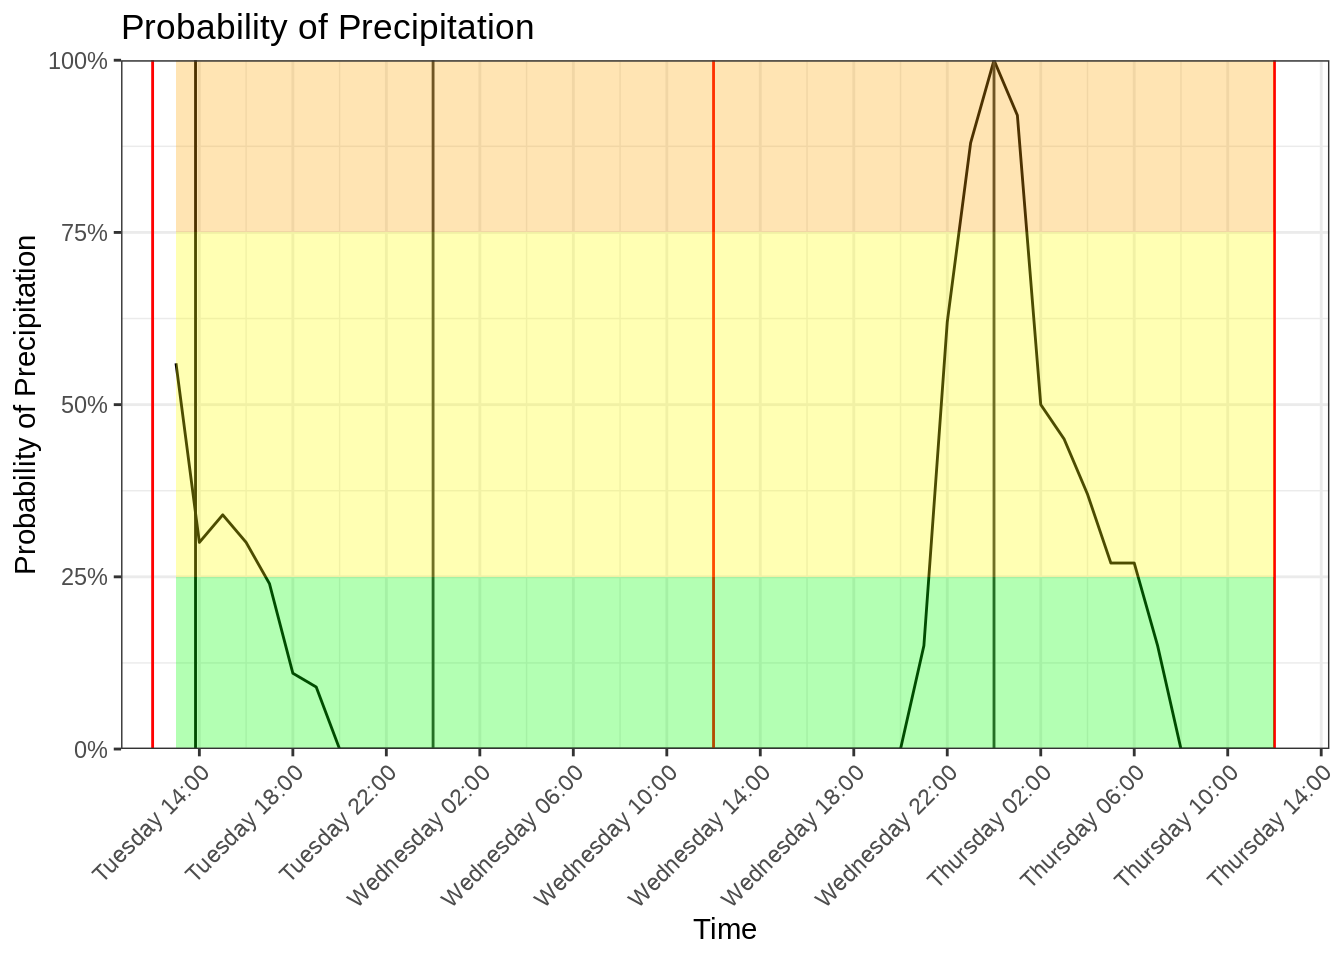 Probability of Precipitation
Probability of Precipitation
100%
75%
50%
25%
0%
Tuesday 14:00
Tuesday 18:00
Tuesday 22:00
Wednesday 02:00
Wednesday 06:00
Wednesday 10:00
Wednesday 14:00
Wednesday 18:00
Wednesday 22:00
Thursday 02:00
Thursday 06:00
Thursday 10:00
Thursday 14:00
Time